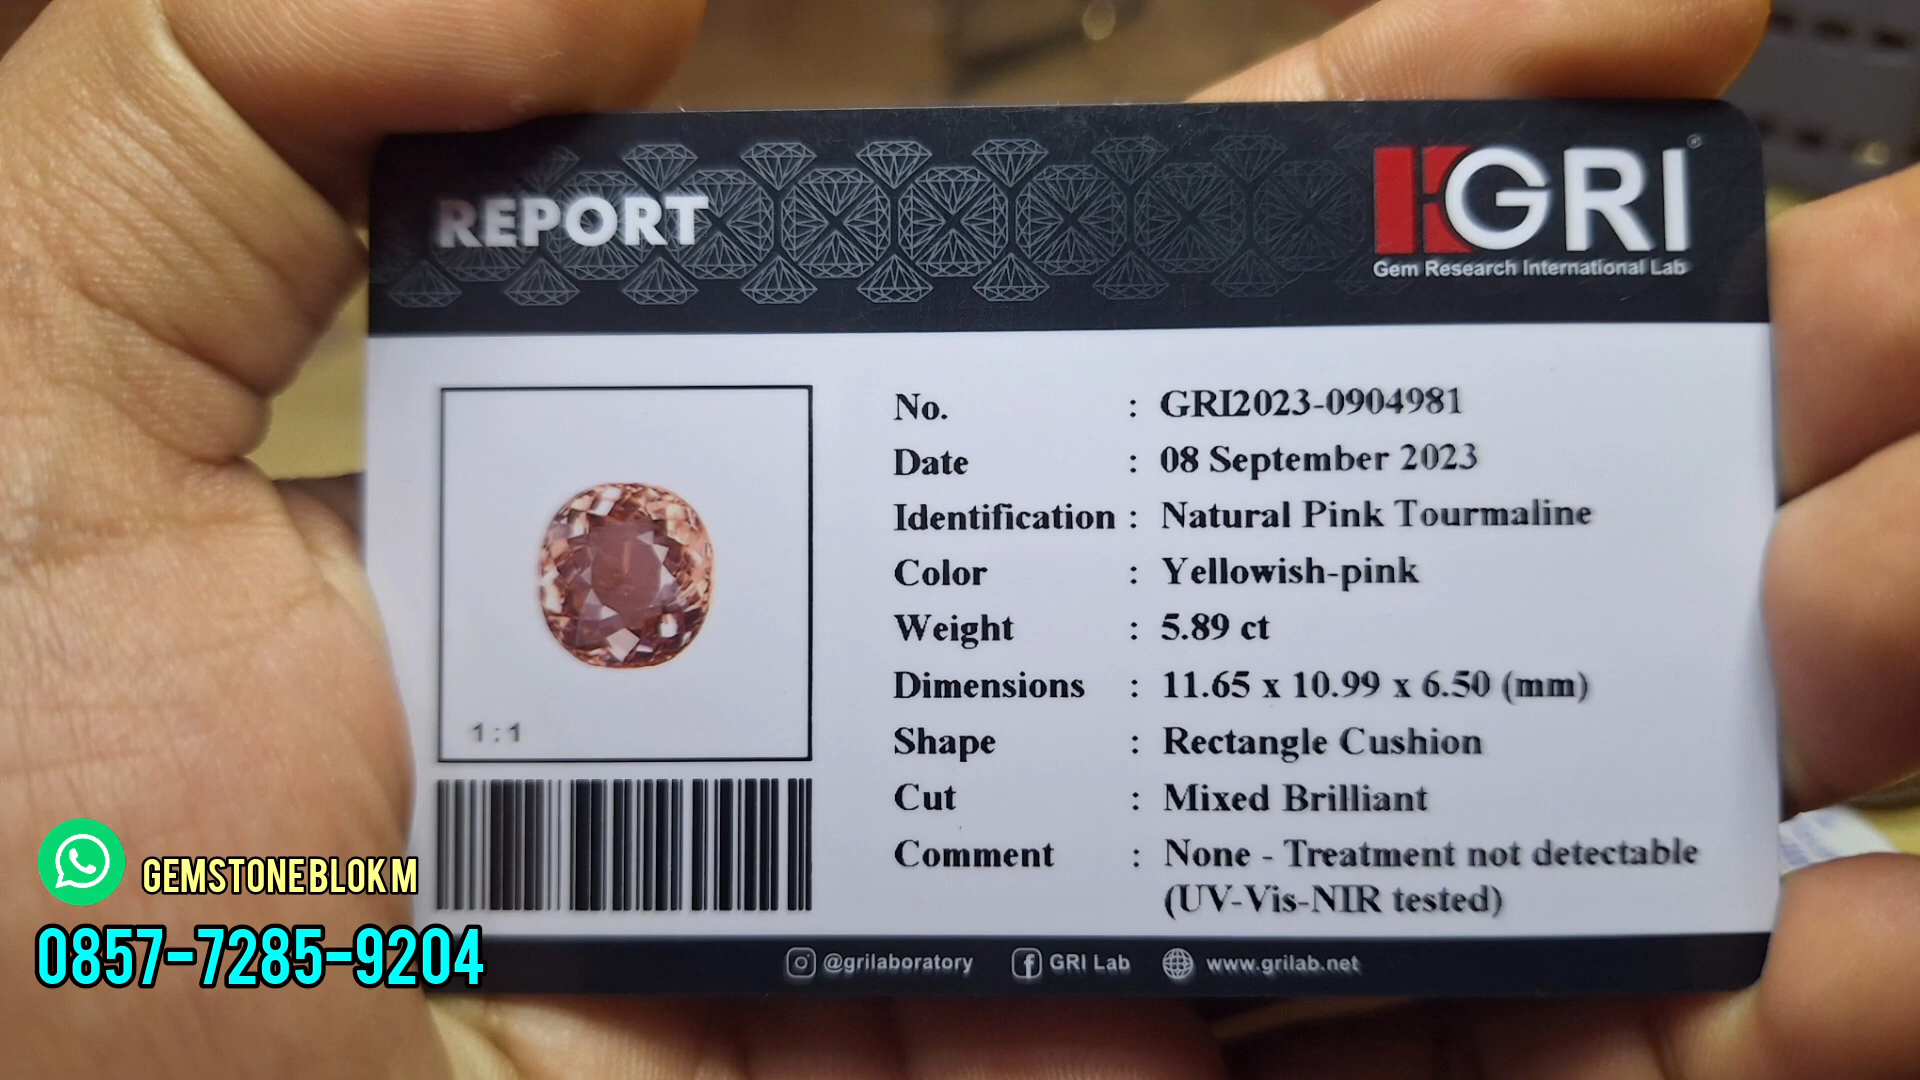 REPORT
GRI®
Gem Research International Lab
No. : GRI2023-0904981
Date : 08 September 2023
Identification : Natural Pink Tourmaline
Color : Yellowish-pink
Weight : 5.89 ct
Dimensions : 11.65 x 10.99 x 6.50 (mm)
Shape : Rectangle Cushion
Cut : Mixed Brilliant
Comment : None - Treatment not detectable
(UV-Vis-NIR tested)
1:1
@grilaboratory GRI Lab www.grilab.net
GEMSTONEBLOKM
0857-7285-9204